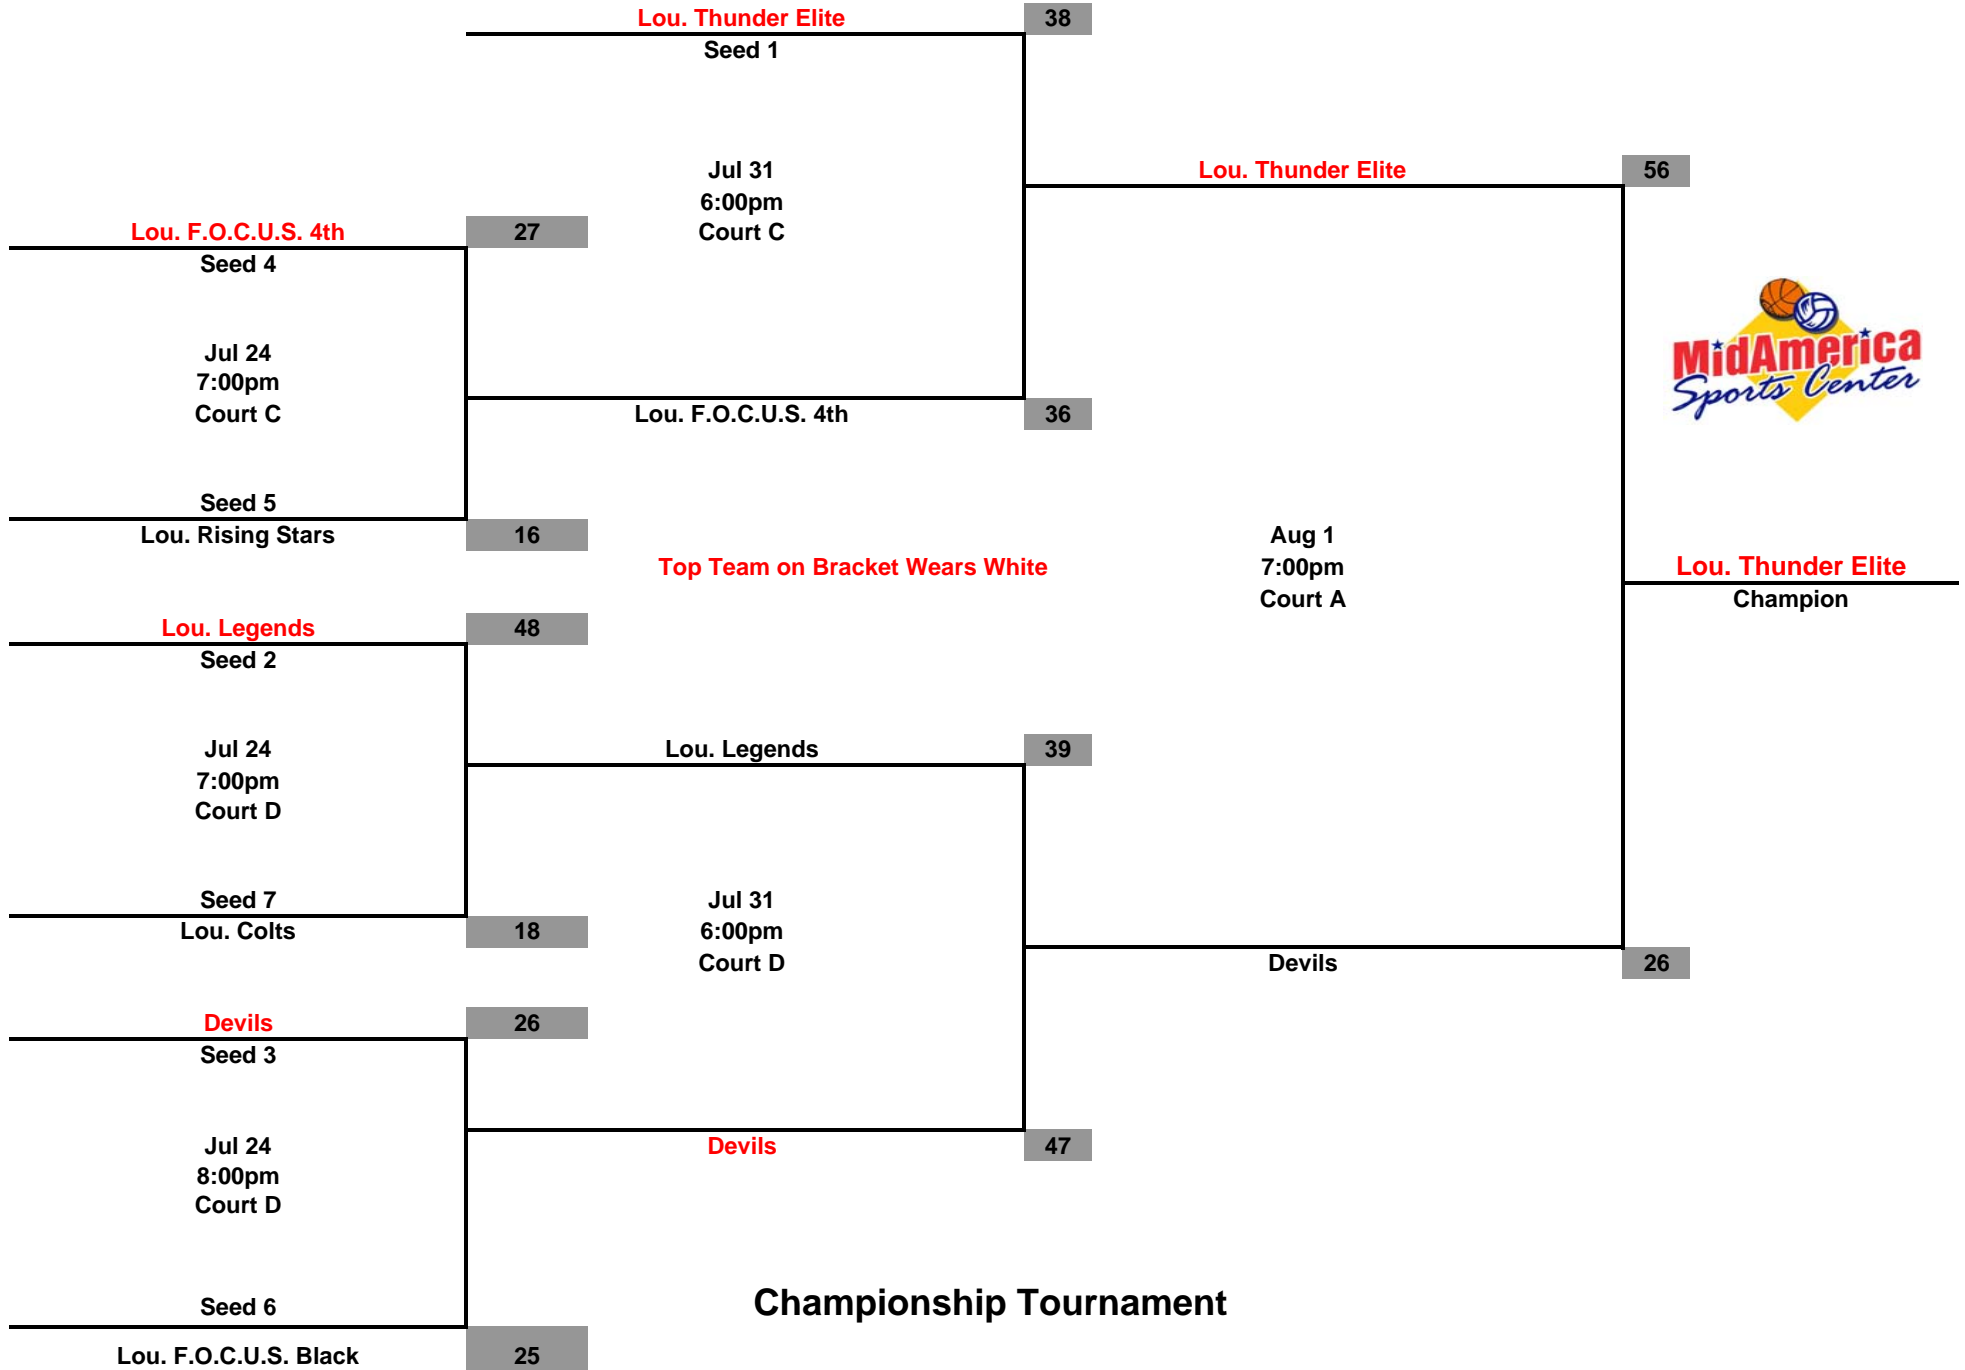 Lou. Thunder Elite 38
Seed 1
Jul 31
6:00pm
Court C
Lou. Thunder Elite 56
Lou. F.O.C.U.S. 4th 27
Seed 4
Jul 24
7:00pm
Court C
Lou. F.O.C.U.S. 4th 36
MidAmerica
Sports Center
Seed 5
Lou. Rising Stars 16
Top Team on Bracket Wears White
Aug 1
7:00pm
Court A
Lou. Thunder Elite
Champion
Lou. Legends 48
Seed 2
Jul 24
7:00pm
Court D
Lou. Legends 39
Seed 7
Lou. Colts 18
Jul 31
6:00pm
Court D
Devils 26
Devils 26
Seed 3
Jul 24
8:00pm
Court D
Devils 47
Seed 6
Lou. F.O.C.U.S. Black 25
Championship Tournament